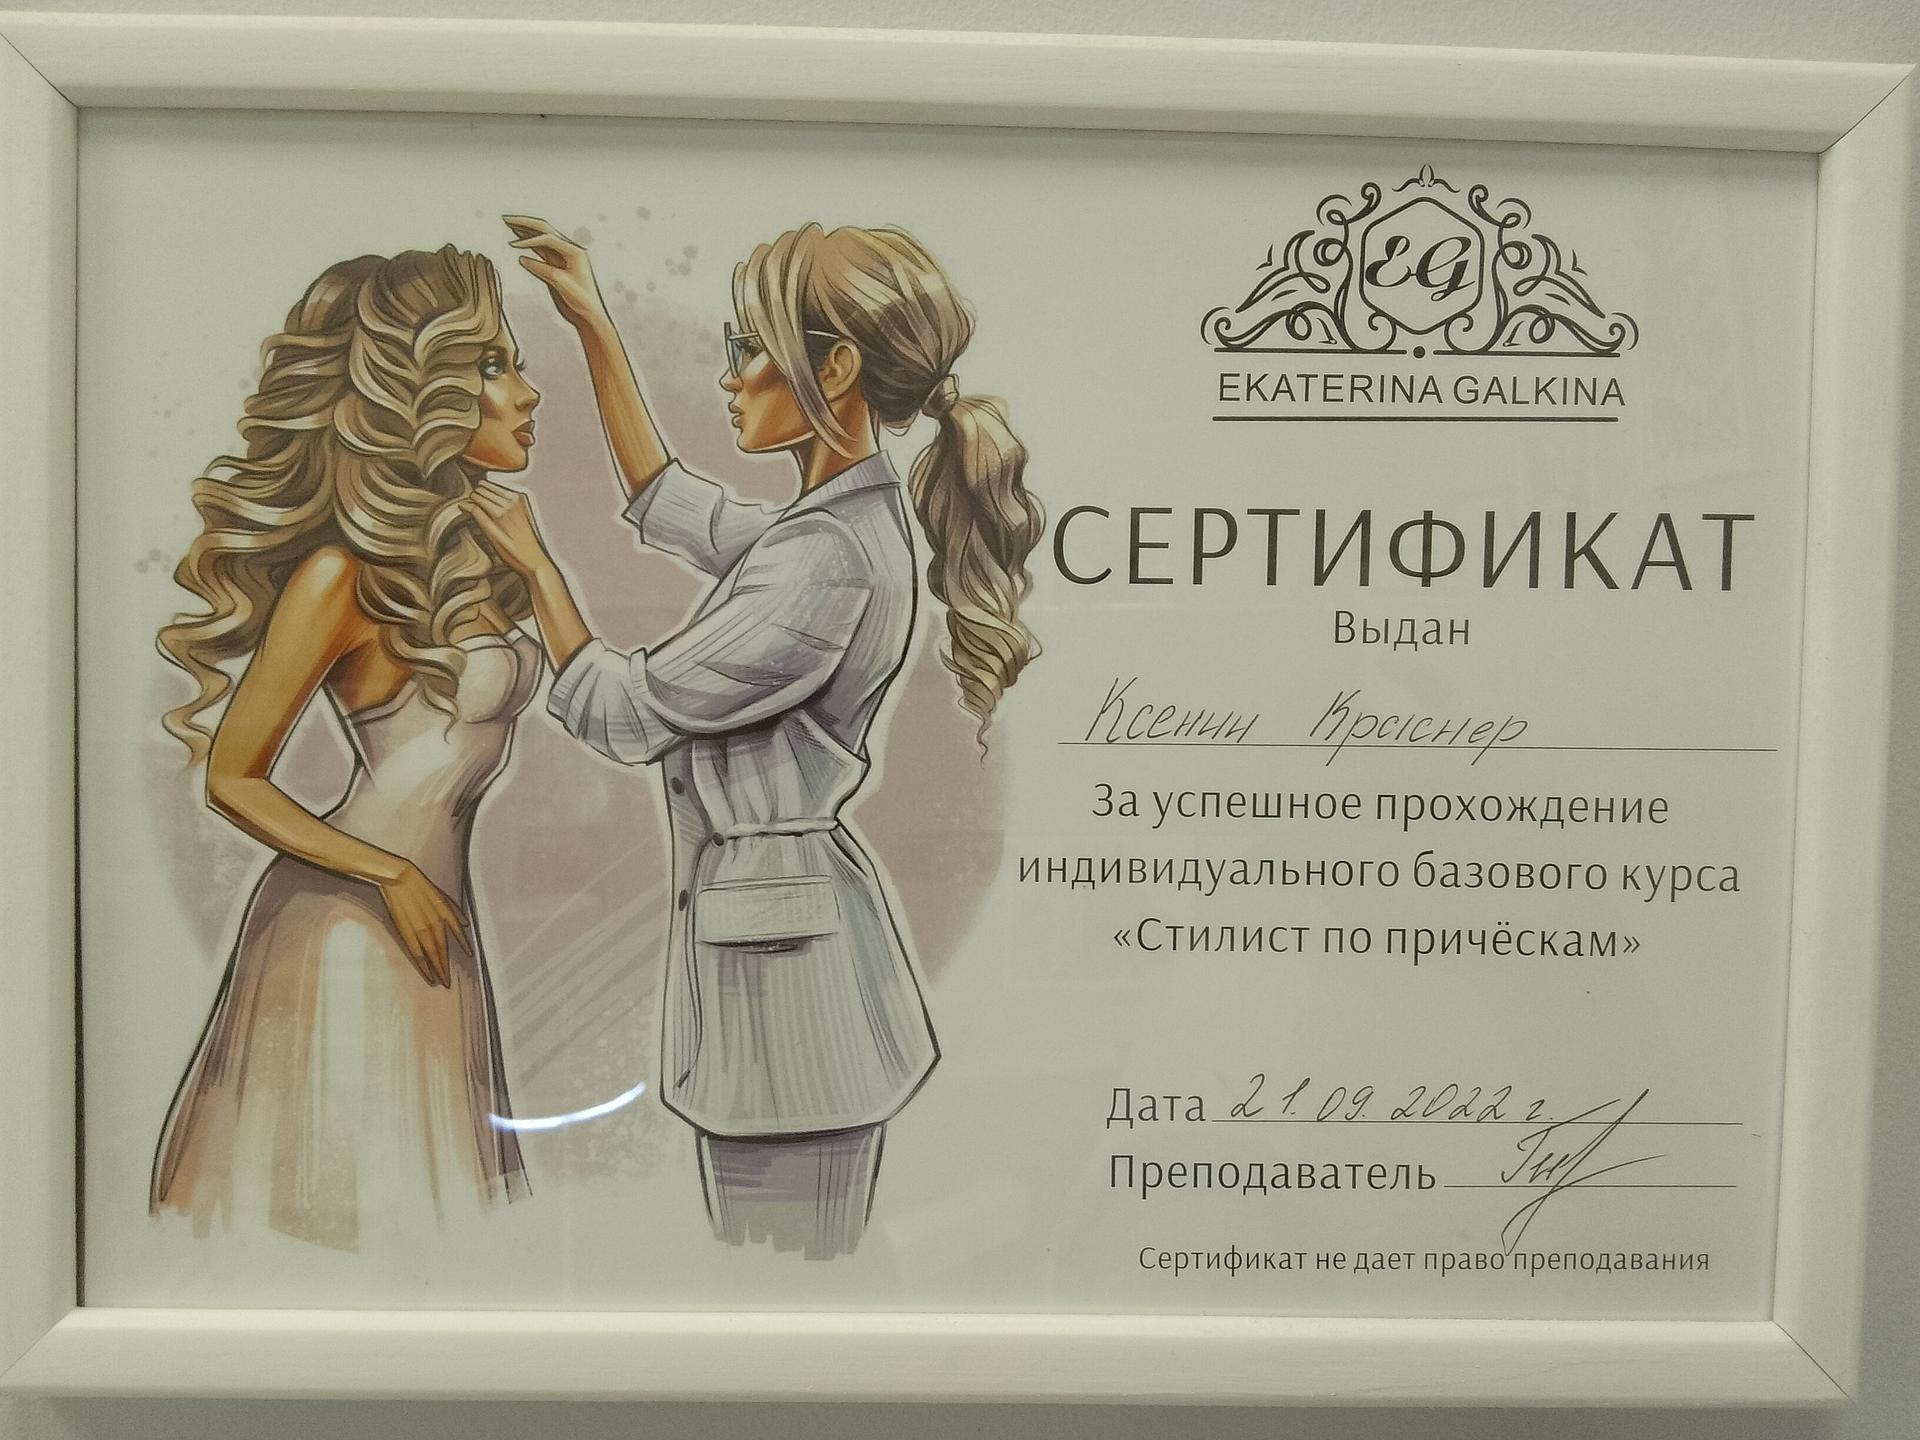 EG
EKATERINA GALKINA
СЕРТИФИКАТ
Выдан
Ксении Краснер
За успешное прохождение
индивидуального базового курса
«Стилист по причёскам»
Дата 21.09.2022 г.
Преподаватель
Сертификат не дает право преподавания